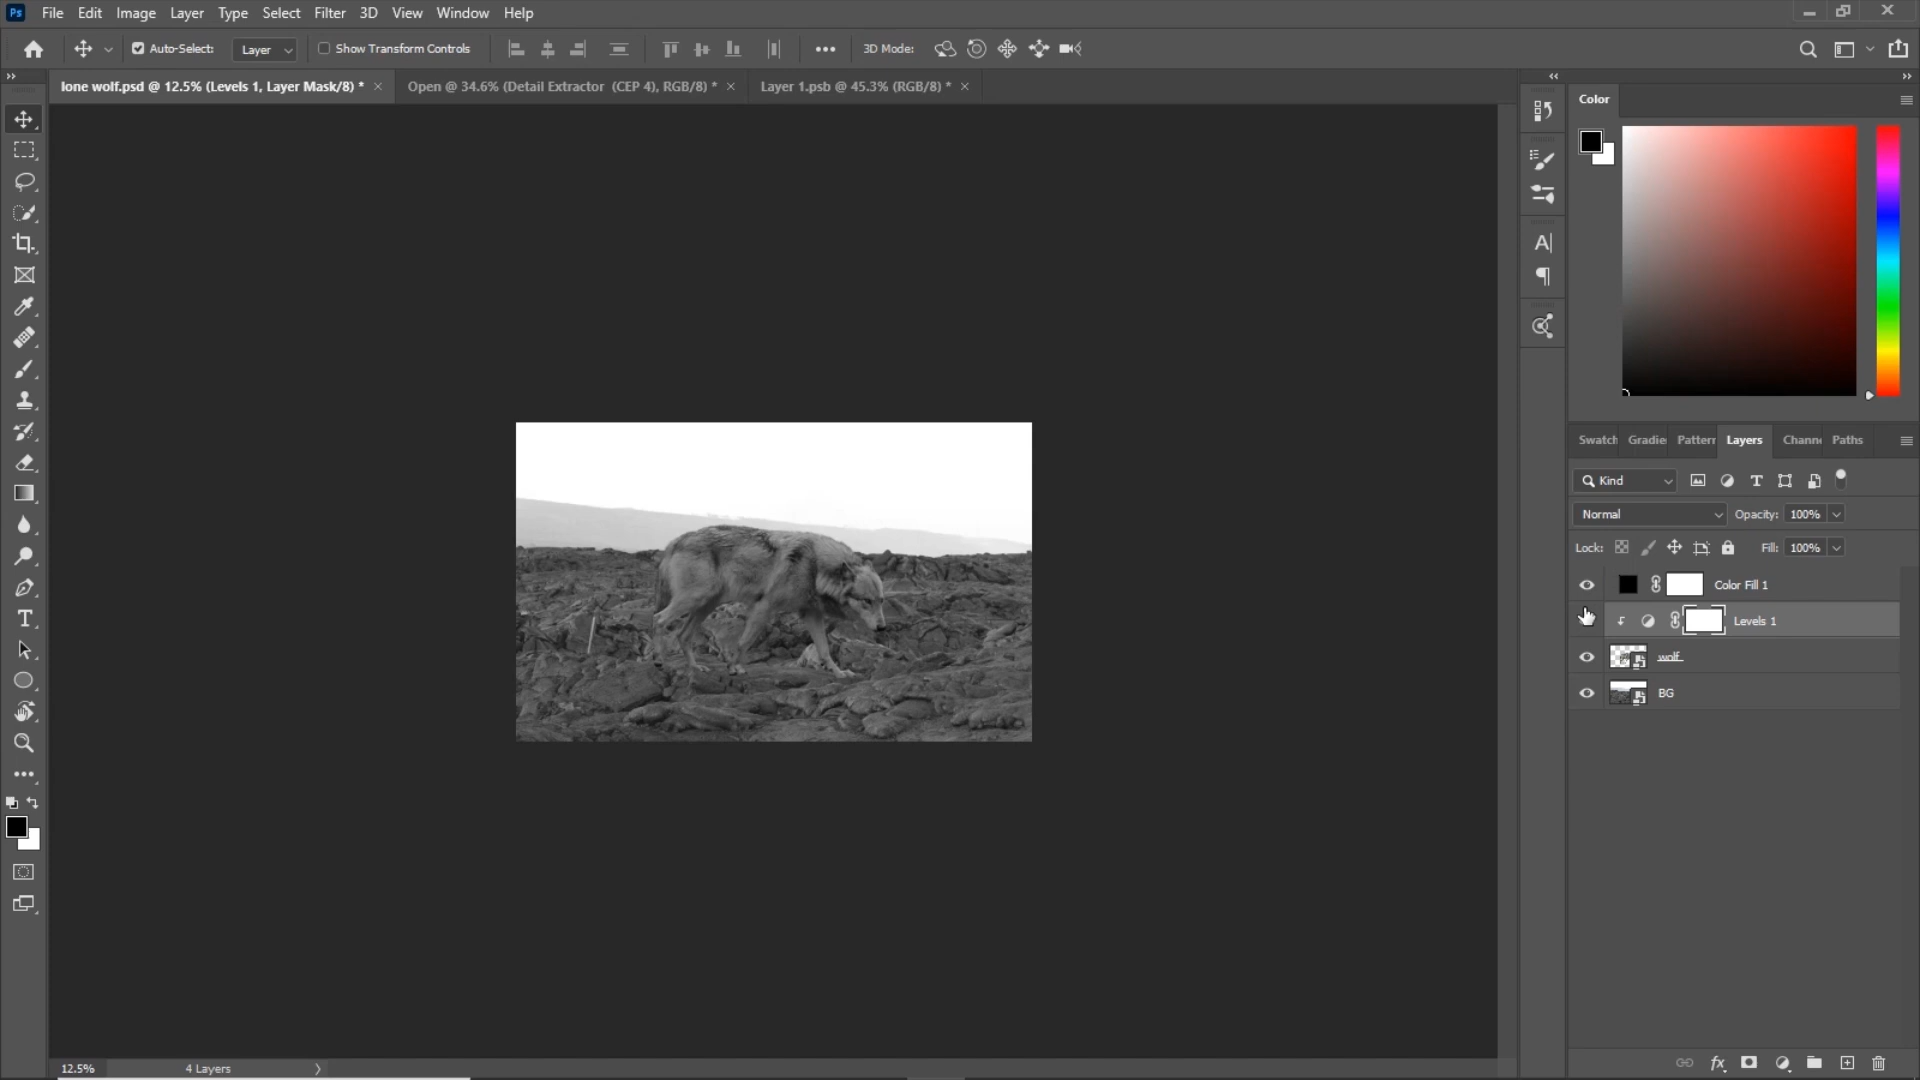 Ps File Edit Image Layer Type Select Filter 3D View Window Help
Auto-Select: Layer Show Transform Controls 3D Mode:
lone wolf.psd @ 12.5% (Levels 1, Layer Mask/8) * Open @ 34.6% (Detail Extractor (CEP 4), RGB/8) * Layer 1.psb @ 45.3% (RGB/8) *
Color
Swatch Gradie Pattern Layers Channe Paths
Kind
Normal Opacity: 100%
Lock: Fill: 100%
Color Fill 1
Levels 1
wolf
BG
12.5% 4 Layers